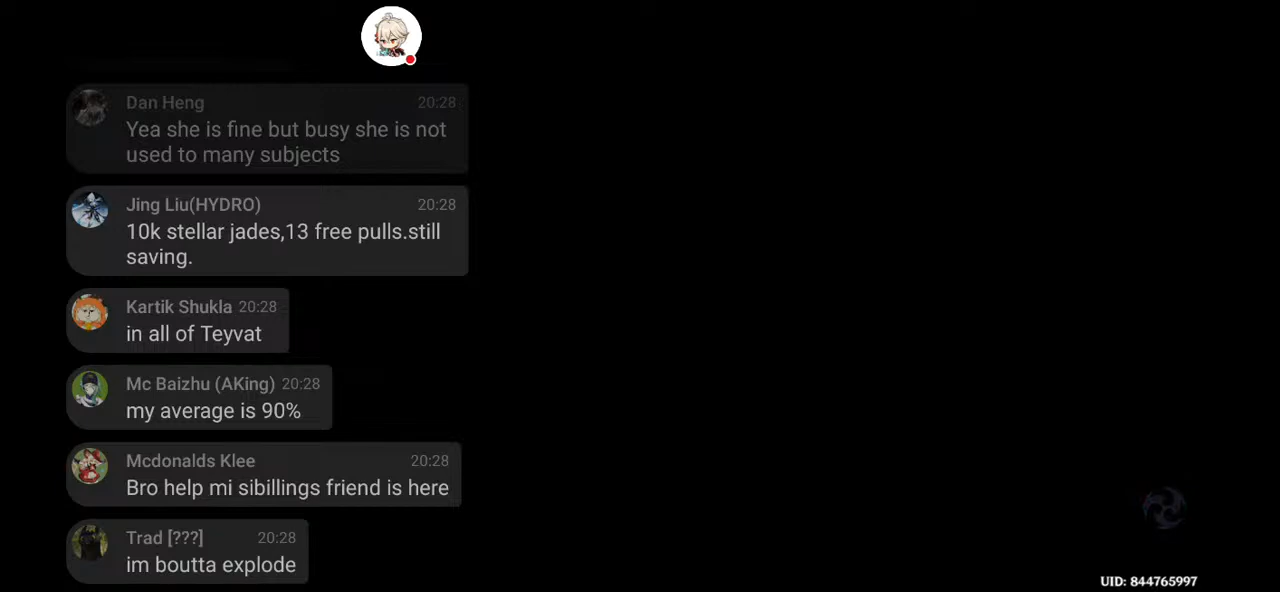 Dan Heng 20:28
Yea she is fine but busy she is not
used to many subjects
Jing Liu(HYDRO) 20:28
10k stellar jades,13 free pulls.still
saving.
Kartik Shukla 20:28
in all of Teyvat
Mc Baizhu (AKing) 20:28
my average is 90%
Mcdonalds Klee 20:28
Bro help mi sibillings friend is here
Trad [???] 20:28
im boutta explode
UID: 844765997